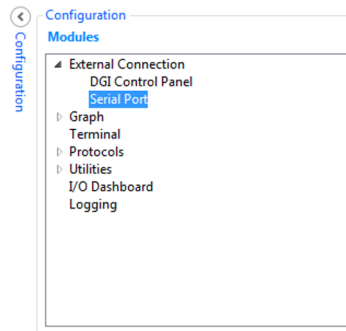 Configuration
Configuration
Modules
External Connection
DGI Control Panel
Serial Port
Graph
Terminal
Protocols
Utilities
I/O Dashboard
Logging